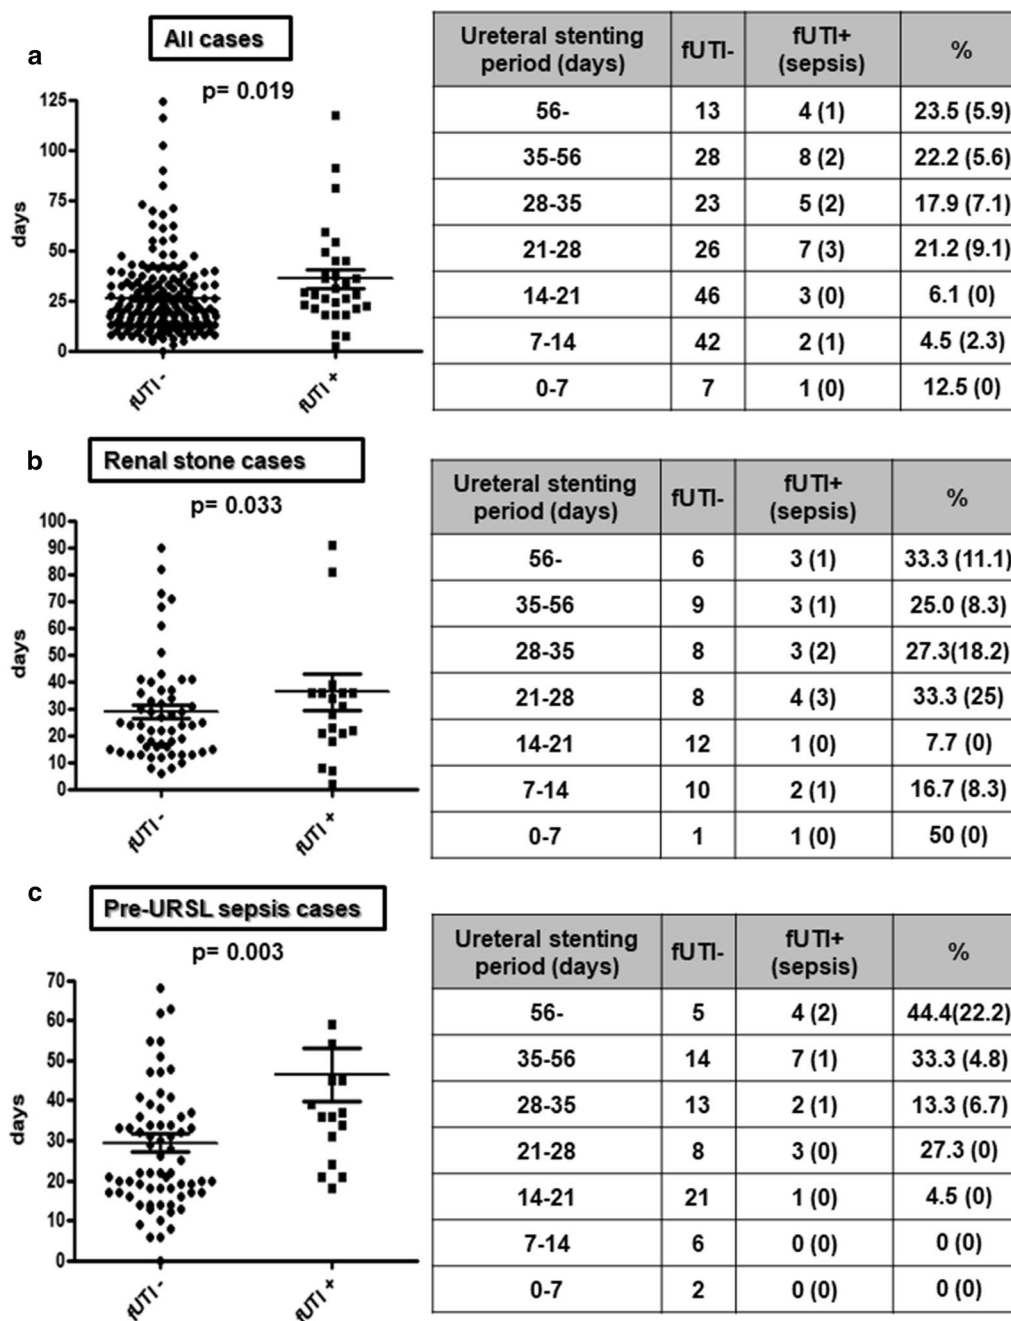 a
All cases
p= 0.019
125
100
75
50
25
0
days
fUTI -
fUTI +
Ureteral stenting period (days) fUTI- fUTI+ (sepsis) %
56- 13 4 (1) 23.5 (5.9)
35-56 28 8 (2) 22.2 (5.6)
28-35 23 5 (2) 17.9 (7.1)
21-28 26 7 (3) 21.2 (9.1)
14-21 46 3 (0) 6.1 (0)
7-14 42 2 (1) 4.5 (2.3)
0-7 7 1 (0) 12.5 (0)
b
Renal stone cases
p= 0.033
100
90
80
70
60
50
40
30
20
10
0
days
fUTI -
fUTI +
Ureteral stenting period (days) fUTI- fUTI+ (sepsis) %
56- 6 3 (1) 33.3 (11.1)
35-56 9 3 (1) 25.0 (8.3)
28-35 8 3 (2) 27.3(18.2)
21-28 8 4 (3) 33.3 (25)
14-21 12 1 (0) 7.7 (0)
7-14 10 2 (1) 16.7 (8.3)
0-7 1 1 (0) 50 (0)
c
Pre-URSL sepsis cases
p= 0.003
70
60
50
40
30
20
10
0
days
fUTI -
fUTI +
Ureteral stenting period (days) fUTI- fUTI+ (sepsis) %
56- 5 4 (2) 44.4(22.2)
35-56 14 7 (1) 33.3 (4.8)
28-35 13 2 (1) 13.3 (6.7)
21-28 8 3 (0) 27.3 (0)
14-21 21 1 (0) 4.5 (0)
7-14 6 0 (0) 0 (0)
0-7 2 0 (0) 0 (0)